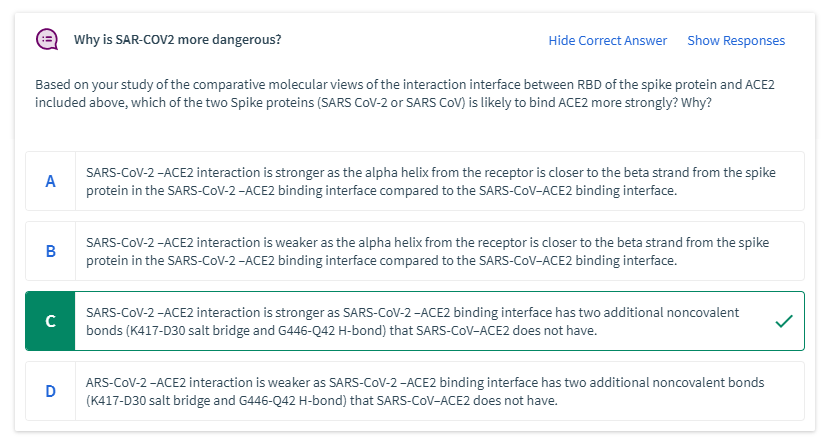 Why is SAR-COV2 more dangerous?
Hide Correct Answer
Show Responses
Based on your study of the comparative molecular views of the interaction interface between RBD of the spike protein and ACE2
included above, which of the two Spike proteins (SARS CoV-2 or SARS CoV) is likely to bind ACE2 more strongly? Why?
A
SARS-CoV-2 –ACE2 interaction is stronger as the alpha helix from the receptor is closer to the beta strand from the spike
protein in the SARS-CoV-2 –ACE2 binding interface compared to the SARS-CoV–ACE2 binding interface.
B
SARS-CoV-2 –ACE2 interaction is weaker as the alpha helix from the receptor is closer to the beta strand from the spike
protein in the SARS-CoV-2 –ACE2 binding interface compared to the SARS-CoV–ACE2 binding interface.
C
SARS-CoV-2 –ACE2 interaction is stronger as SARS-CoV-2 –ACE2 binding interface has two additional noncovalent
bonds (K417-D30 salt bridge and G446-Q42 H-bond) that SARS-CoV–ACE2 does not have.
D
ARS-CoV-2 –ACE2 interaction is weaker as SARS-CoV-2 –ACE2 binding interface has two additional noncovalent bonds
(K417-D30 salt bridge and G446-Q42 H-bond) that SARS-CoV–ACE2 does not have.